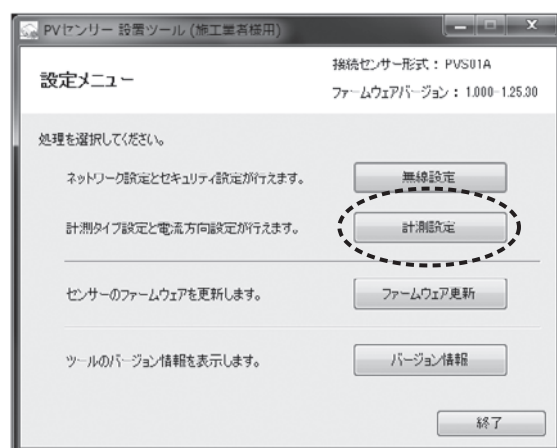 PVセンリー 設置ツール (施工業者様用)
設定メニュー
接続センサー形式： PVS01A
ファームウェアバージョン： 1.000-1.25.00
処理を選択してください。
ネットワーク設定とセキュリティ設定が行えます。
無線設定
計測タイプ設定と電流方向設定が行えます。
計測設定
センサーのファームウェアを更新します。
ファームウェア更新
ツールのバージョン情報を表示します。
バージョン情報
終了